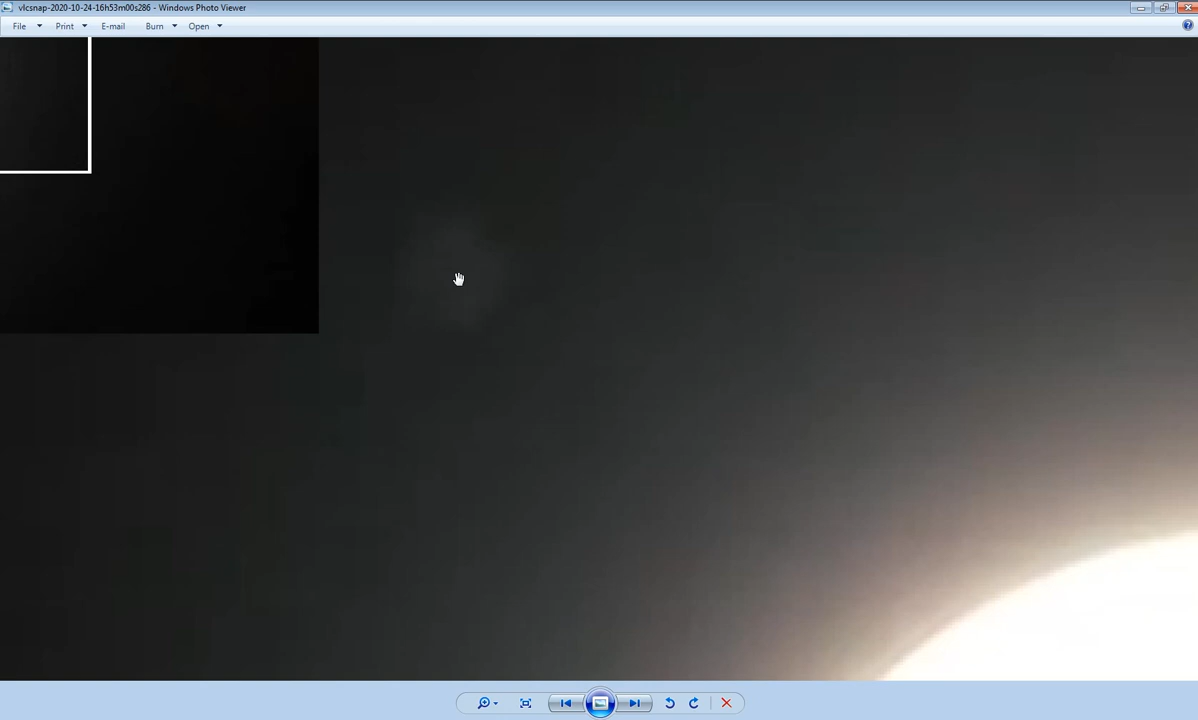 vlcsnap-2020-10-24-16h53m00s286 - Windows Photo Viewer
File Print E-mail Burn Open